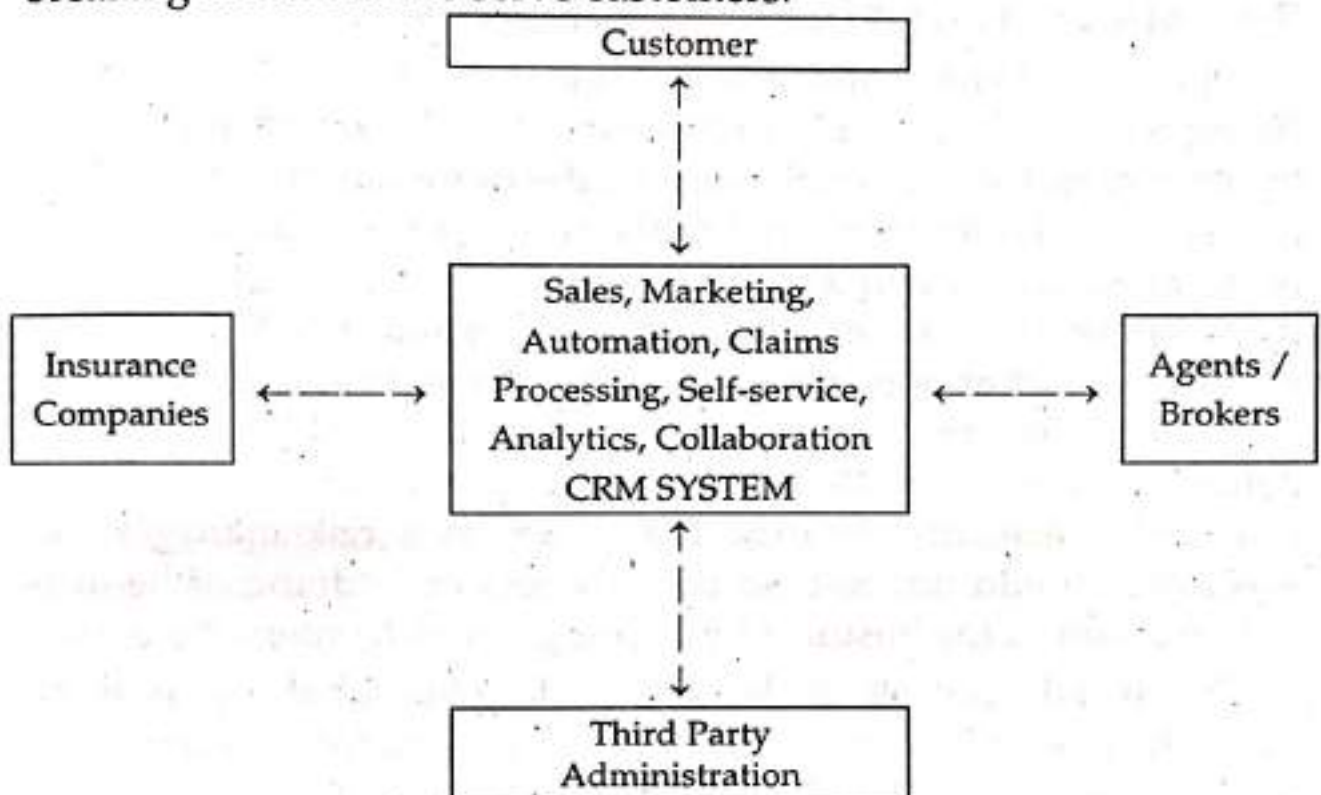 Customer
Sales, Marketing,
Automation, Claims
Processing, Self-service,
Analytics, Collaboration
CRM SYSTEM
Insurance
Companies
Agents /
Brokers
Third Party
Administration